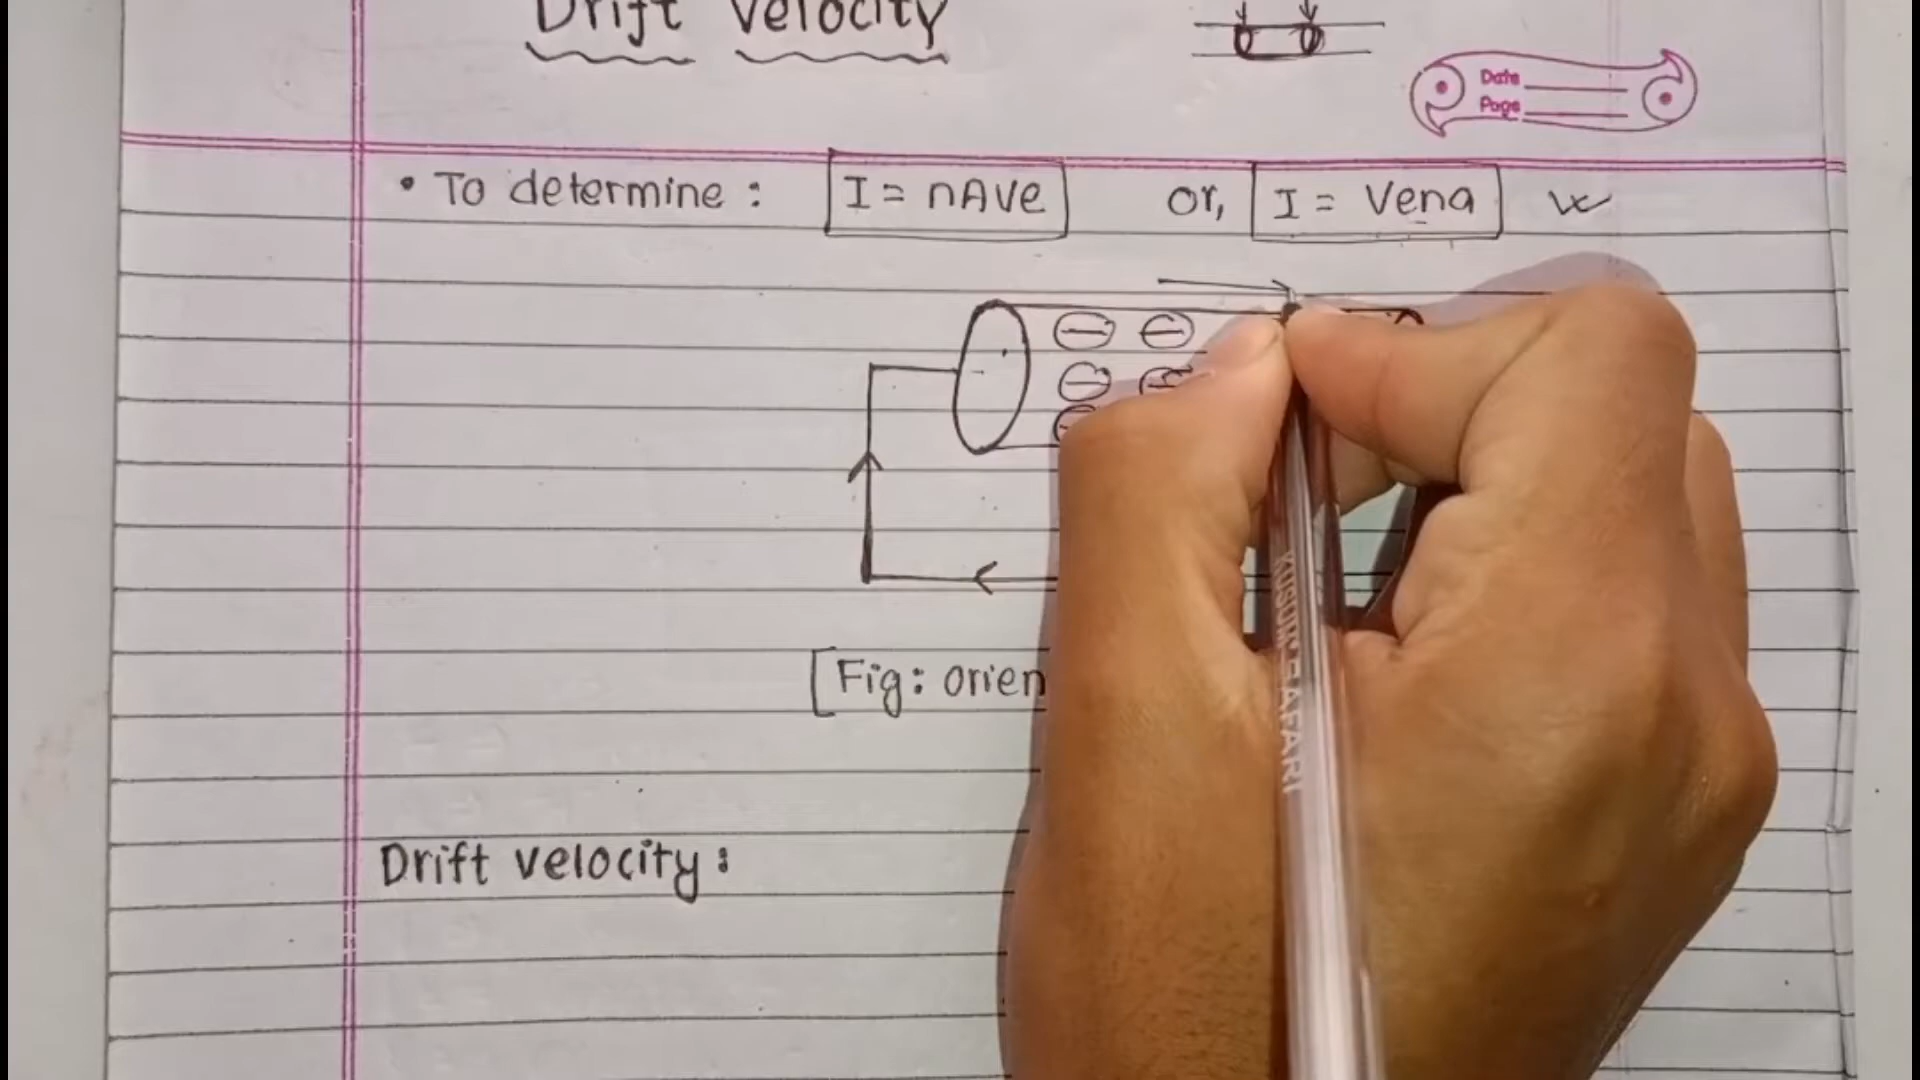 Drift velocity
Date
Page
• To determine : I = nAve or, I = vena
[Fig: orien
Drift velocity: